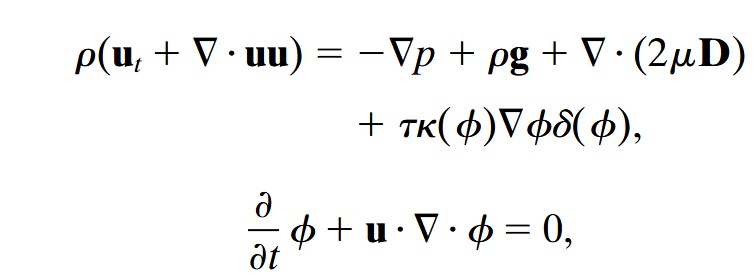 ρ(u_t + ∇ · uu) = −∇p + ρg + ∇ · (2μD)
+ τκ(ϕ)∇ϕδ(ϕ),
∂/∂t ϕ + u · ∇ · ϕ = 0,